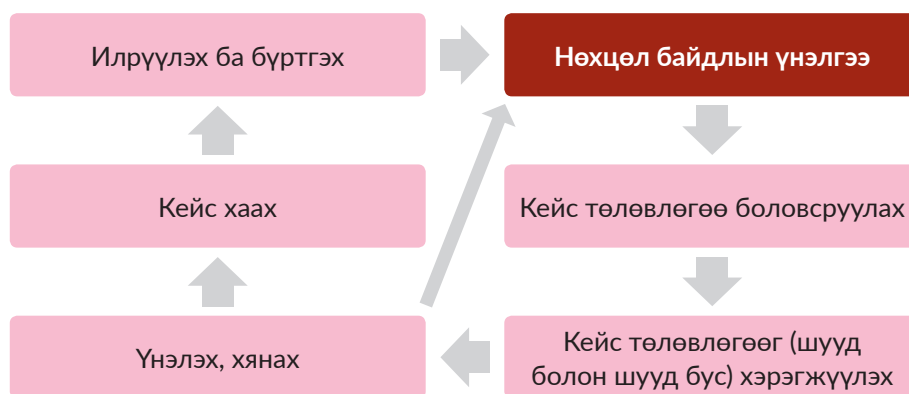 Илрүүлэх ба бүртгэх
Нөхцөл байдлын үнэлгээ
Кейс хаах
Кейс төлөвлөгөө боловсруулах
Үнэлэх, хянах
Кейс төлөвлөгөөг (шууд
болон шууд бус) хэрэгжүүлэх